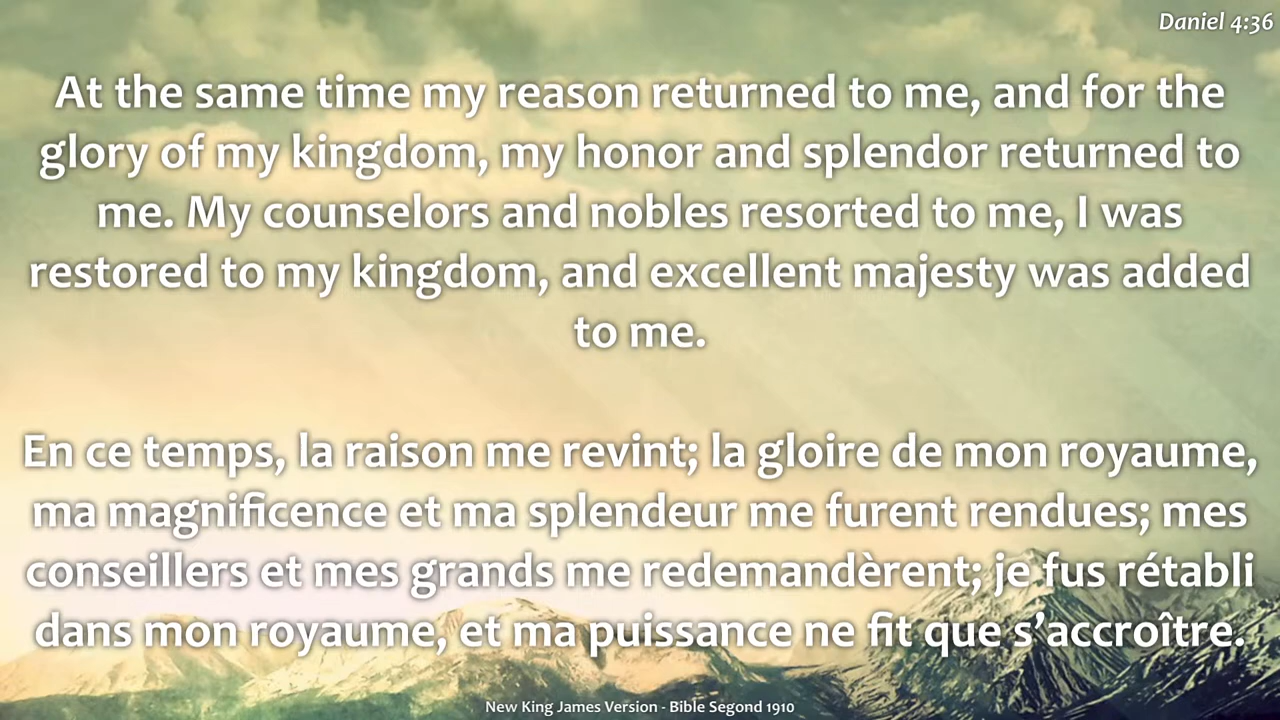 Daniel 4:36
At the same time my reason returned to me, and for the
glory of my kingdom, my honor and splendor returned to
me. My counselors and nobles resorted to me, I was
restored to my kingdom, and excellent majesty was added
to me.
En ce temps, la raison me revint; la gloire de mon royaume,
ma magnificence et ma splendeur me furent rendues; mes
conseillers et mes grands me redemandèrent; je fus rétabli
dans mon royaume, et ma puissance ne fit que s’accroître.
New King James Version - Bible Segond 1910